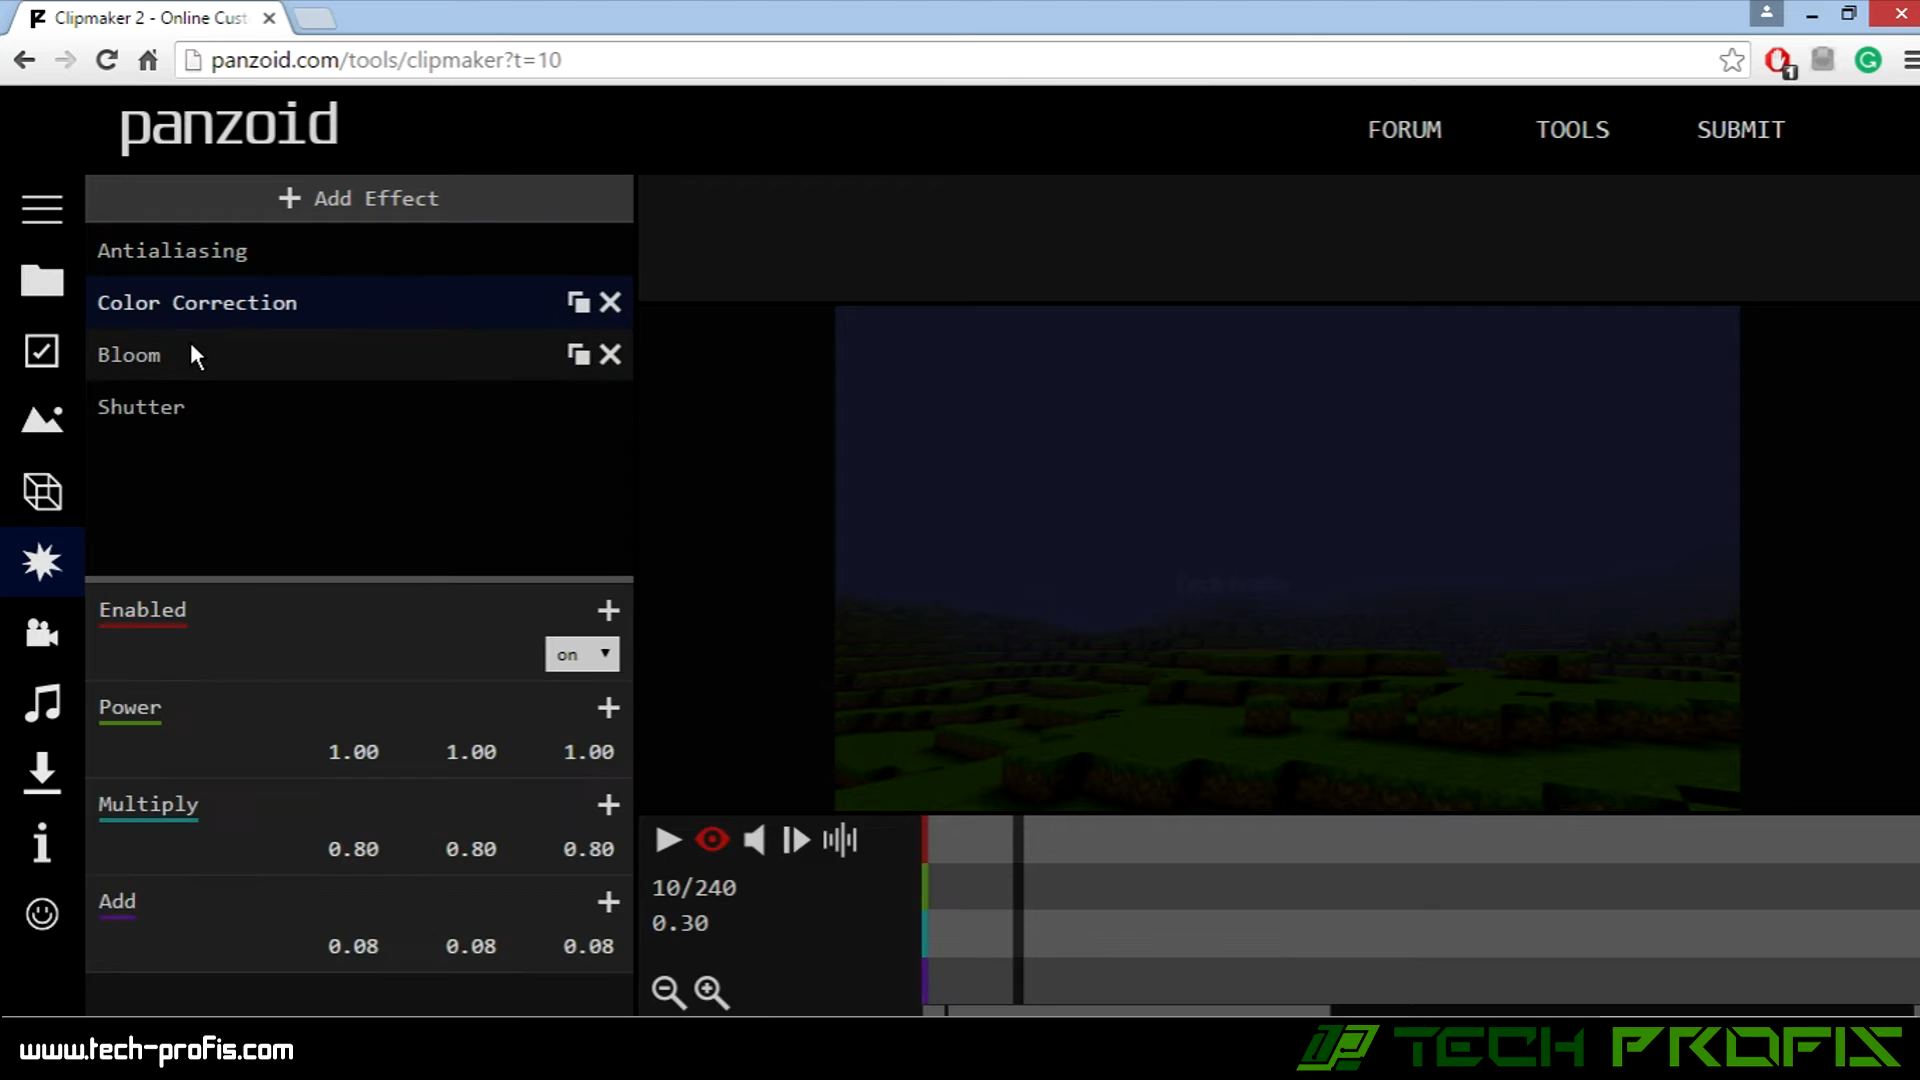 Clipmaker 2 - Online Cust
panzoid.com/tools/clipmaker?t=10
1
panzoid
FORUM
TOOLS
SUBMIT
+ Add Effect
Antialiasing
Color Correction
Bloom
Shutter
Enabled
on
Power
1.00 1.00 1.00
Multiply
0.80 0.80 0.80
Add
0.08 0.08 0.08
10/240
0.30
www.tech-profis.com
TECH PROFIS